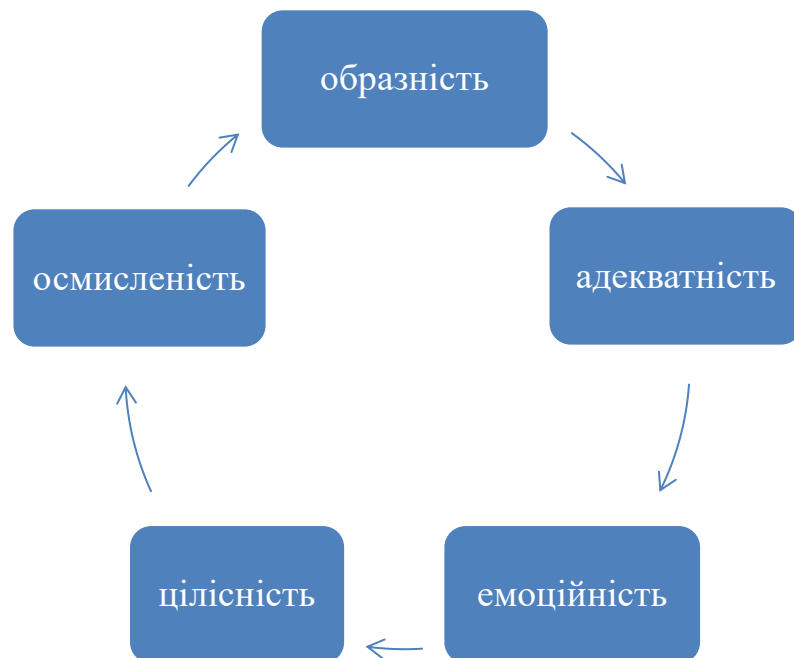 образність
адекватність
емоційність
цілісність
осмисленість